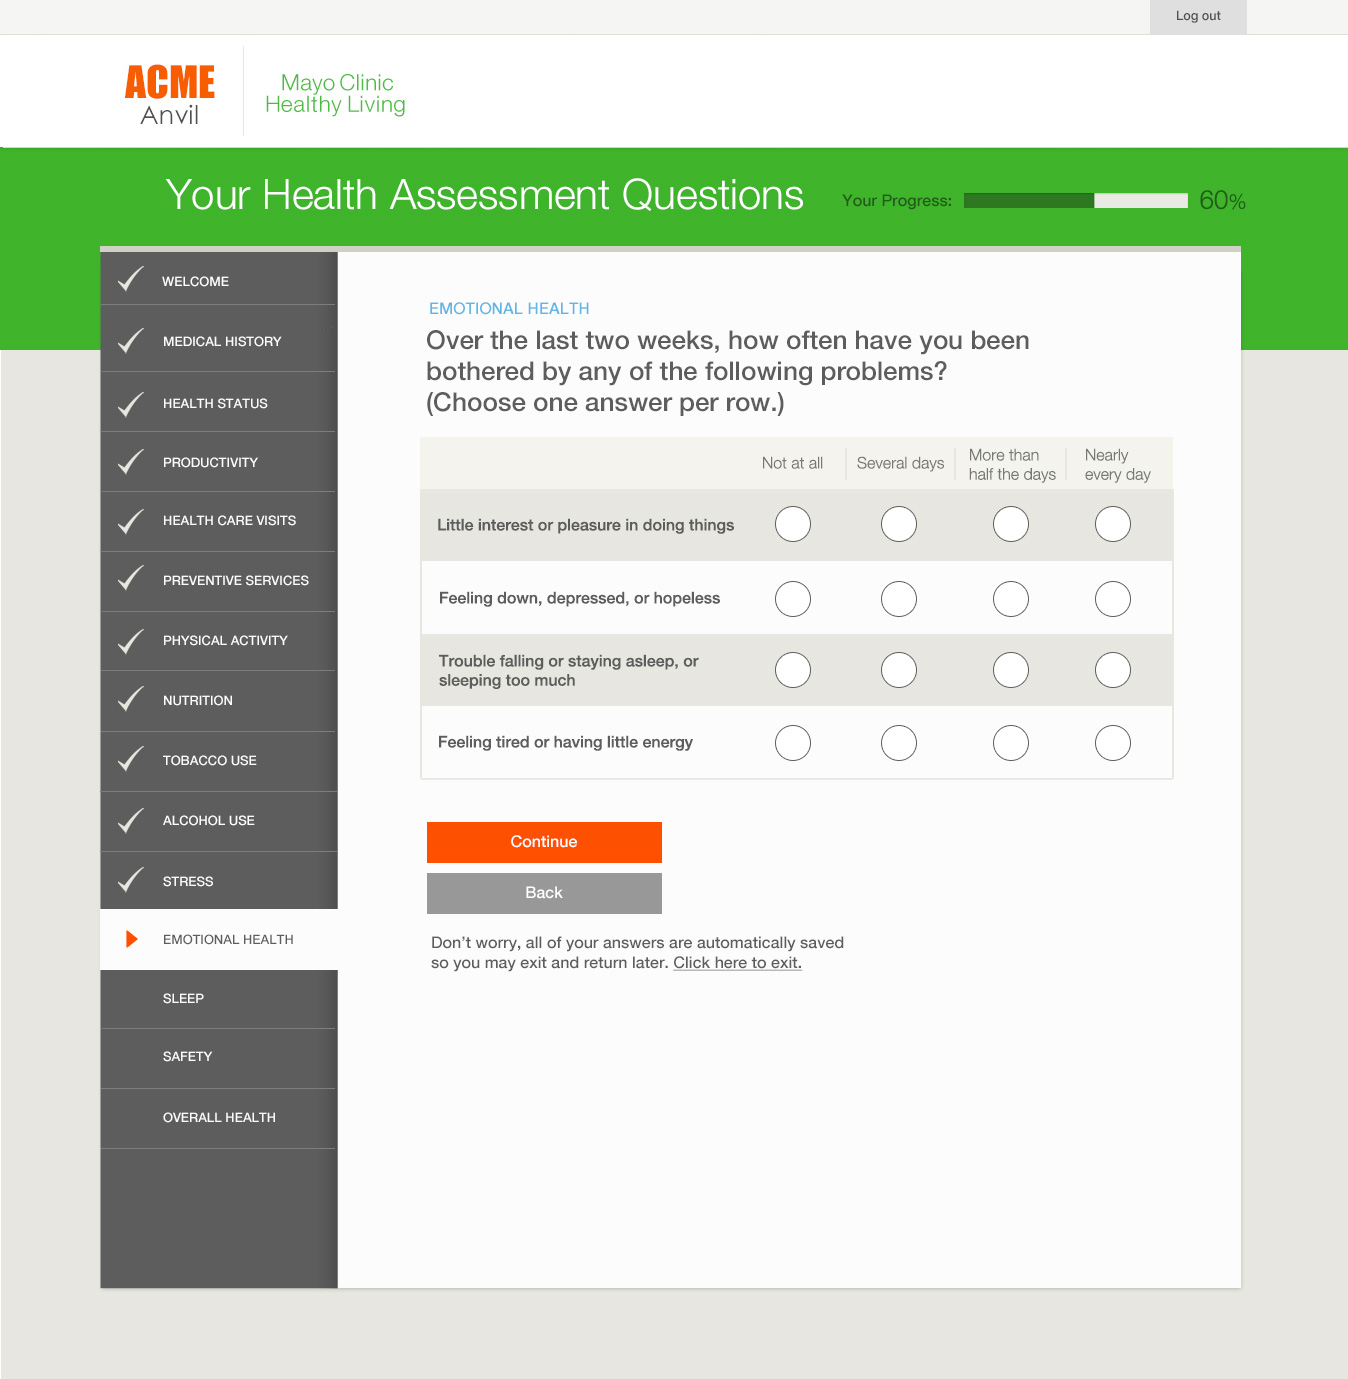 Log out
ACME
Anvil
Mayo Clinic
Healthy Living
Your Health Assessment Questions
Your Progress:
60%
WELCOME
MEDICAL HISTORY
HEALTH STATUS
PRODUCTIVITY
HEALTH CARE VISITS
PREVENTIVE SERVICES
PHYSICAL ACTIVITY
NUTRITION
TOBACCO USE
ALCOHOL USE
STRESS
EMOTIONAL HEALTH
SLEEP
SAFETY
OVERALL HEALTH
EMOTIONAL HEALTH
Over the last two weeks, how often have you been
bothered by any of the following problems?
(Choose one answer per row.)
Not at all
Several days
More than
half the days
Nearly
every day
Little interest or pleasure in doing things
Feeling down, depressed, or hopeless
Trouble falling or staying asleep, or
sleeping too much
Feeling tired or having little energy
Continue
Back
Don’t worry, all of your answers are automatically saved
so you may exit and return later. Click here to exit.